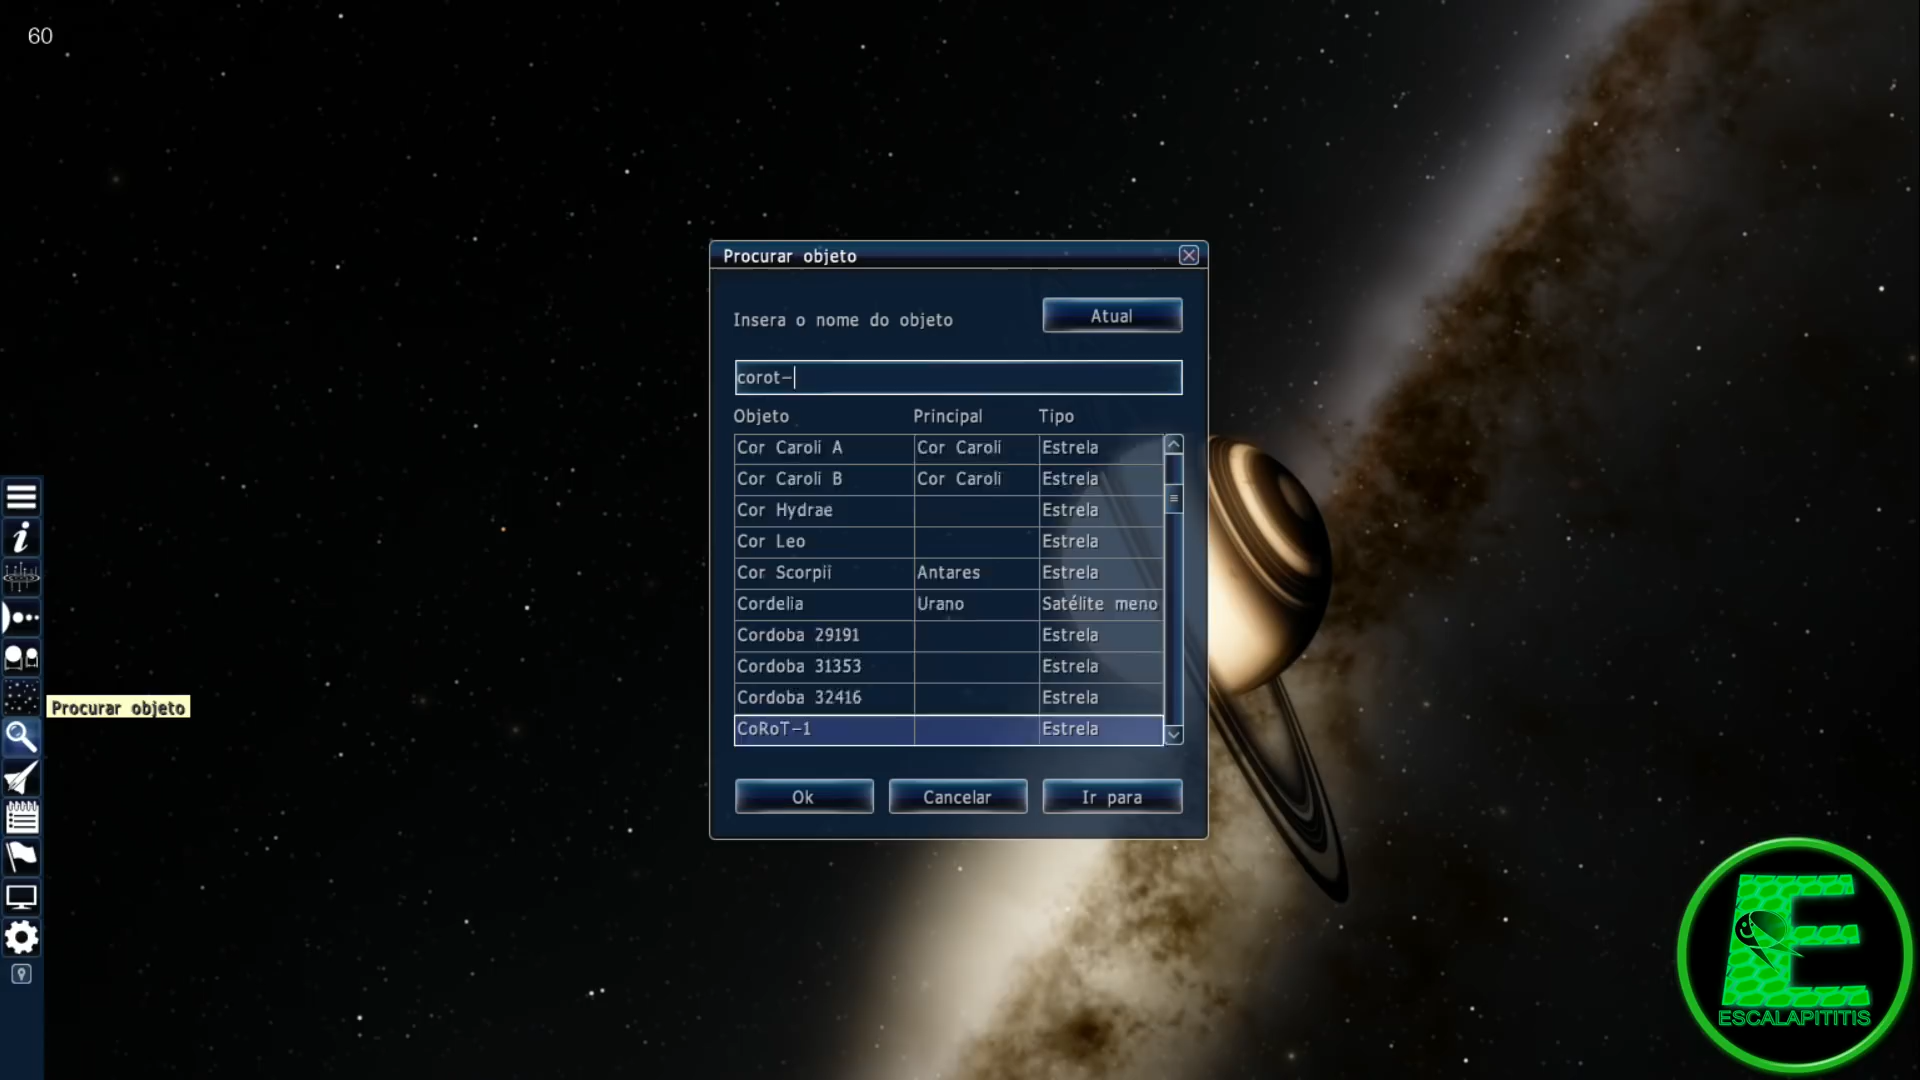 60
Procurar objeto
Insera o nome do objeto
Atual
corot-
Objeto Principal Tipo
Cor Caroli A Cor Caroli Estrela
Cor Caroli B Cor Caroli Estrela
Cor Hydrae Estrela
Cor Leo Estrela
Cor Scorpii Antares Estrela
Cordelia Urano Satélite meno
Cordoba 29191 Estrela
Cordoba 31353 Estrela
Cordoba 32416 Estrela
CoRoT-1 Estrela
Ok Cancelar Ir para
Procurar objeto
E
ESCALAPITITIS